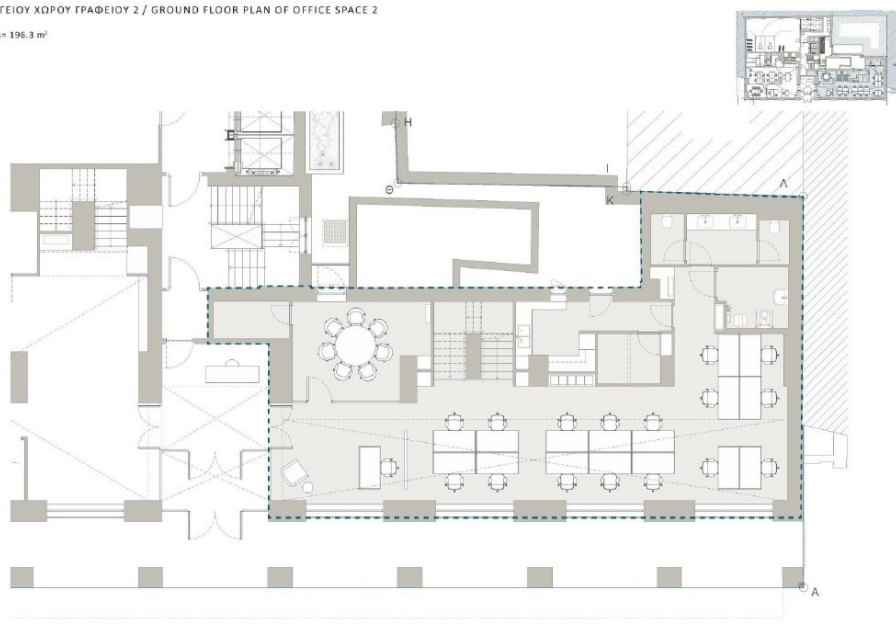 ΓΕΙΟΥ ΧΩΡΟΥ ΓΡΑΦΕΙΟΥ 2 / GROUND FLOOR PLAN OF OFFICE SPACE 2
= 196.3 m²
H
Θ
I
K
Λ
A